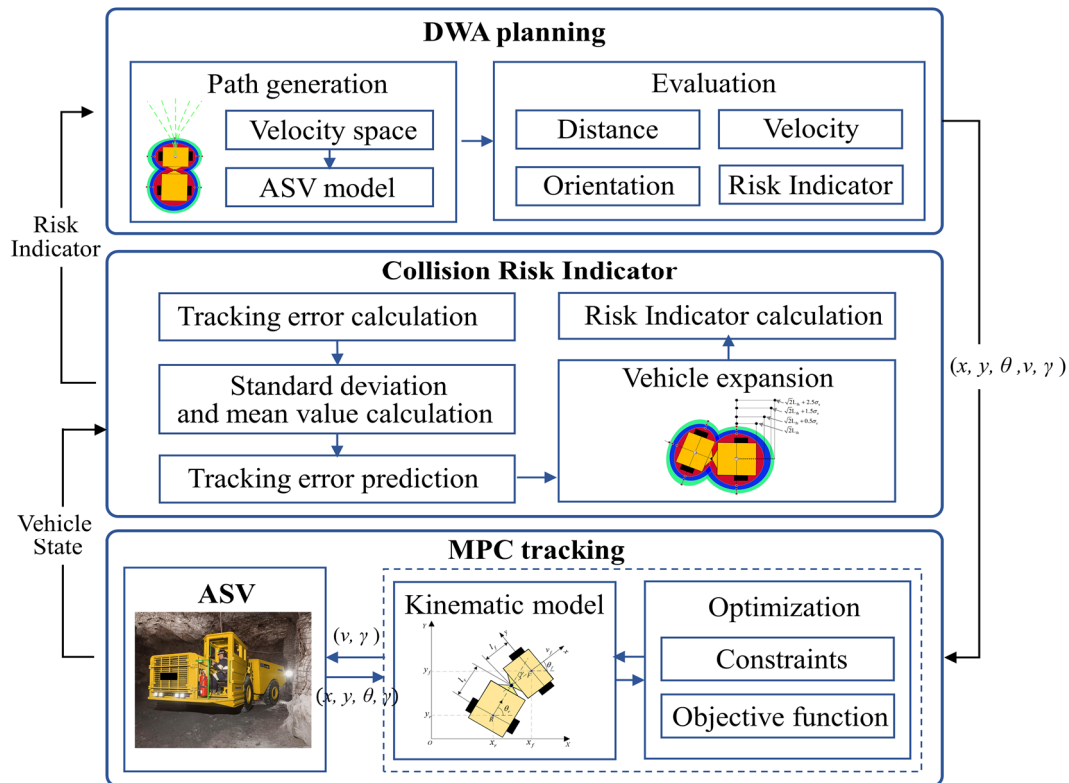 DWA planning
Path generation
Velocity space
ASV model
Evaluation
Distance
Velocity
Orientation
Risk Indicator
Risk
Indicator
Collision Risk Indicator
Tracking error calculation
Standard deviation
and mean value calculation
Tracking error prediction
Risk Indicator calculation
Vehicle expansion
(x, y, θ ,v, γ )
Vehicle
State
MPC tracking
ASV
(v, γ )
(x, y, θ, γ)
Kinematic model
Y
y
x
O
X
Optimization
Constraints
Objective function